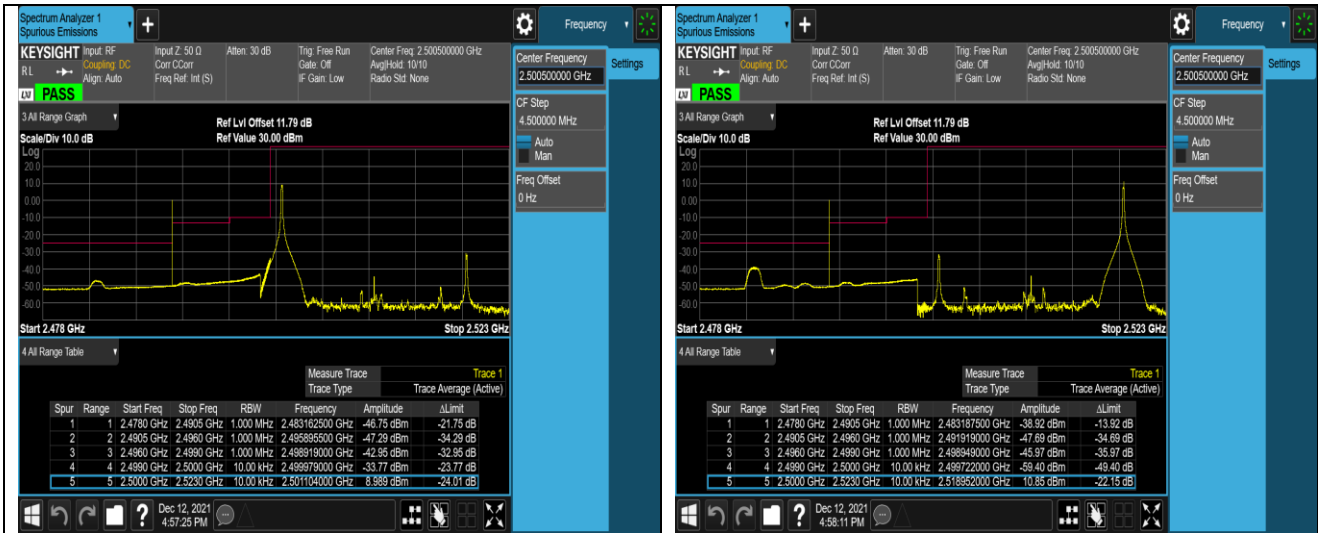 Spectrum Analyzer 1
Spurious Emissions
+
Frequency
KEYSIGHT
RL
LXI PASS
Input: RF
Coupling: DC
Align: Auto
Input Z: 50 Ω
Corr CCorr
Freq Ref: Int (S)
Atten: 30 dB
Trig: Free Run
Gate: Off
IF Gain: Low
Center Freq: 2.500500000 GHz
Avg|Hold: 10/10
Radio Std: None
Center Frequency
2.500500000 GHz
Settings
CF Step
4.500000 MHz
Auto
Man
Freq Offset
0 Hz
3 All Range Graph
Scale/Div 10.0 dB
Ref Lvl Offset 11.79 dB
Ref Value 30.00 dBm
Log
20.0
10.0
0.00
-10.0
-20.0
-30.0
-40.0
-50.0
-60.0
Start 2.478 GHz
Stop 2.523 GHz
4 All Range Table
Measure Trace Trace 1
Trace Type Trace Average (Active)
Spur Range Start Freq Stop Freq RBW Frequency Amplitude ΔLimit
1 1 2.4780 GHz 2.4905 GHz 1.000 MHz 2.483162500 GHz -46.75 dBm -21.75 dB
2 2 2.4905 GHz 2.4960 GHz 1.000 MHz 2.495895500 GHz -47.29 dBm -34.29 dB
3 3 2.4960 GHz 2.4990 GHz 1.000 MHz 2.498919000 GHz -42.95 dBm -32.95 dB
4 4 2.4990 GHz 2.5000 GHz 10.00 kHz 2.499979000 GHz -33.77 dBm -23.77 dB
5 5 2.5000 GHz 2.5230 GHz 10.00 kHz 2.501104000 GHz 8.989 dBm -24.01 dB
?
Dec 12, 2021
4:57:25 PM
Spectrum Analyzer 1
Spurious Emissions
+
Frequency
KEYSIGHT
RL
LXI PASS
Input: RF
Coupling: DC
Align: Auto
Input Z: 50 Ω
Corr CCorr
Freq Ref: Int (S)
Atten: 30 dB
Trig: Free Run
Gate: Off
IF Gain: Low
Center Freq: 2.500500000 GHz
Avg|Hold: 10/10
Radio Std: None
Center Frequency
2.500500000 GHz
Settings
CF Step
4.500000 MHz
Auto
Man
Freq Offset
0 Hz
3 All Range Graph
Scale/Div 10.0 dB
Ref Lvl Offset 11.79 dB
Ref Value 30.00 dBm
Log
20.0
10.0
0.00
-10.0
-20.0
-30.0
-40.0
-50.0
-60.0
Start 2.478 GHz
Stop 2.523 GHz
4 All Range Table
Measure Trace Trace 1
Trace Type Trace Average (Active)
Spur Range Start Freq Stop Freq RBW Frequency Amplitude ΔLimit
1 1 2.4780 GHz 2.4905 GHz 1.000 MHz 2.483187500 GHz -38.92 dBm -13.92 dB
2 2 2.4905 GHz 2.4960 GHz 1.000 MHz 2.491919000 GHz -47.69 dBm -34.69 dB
3 3 2.4960 GHz 2.4990 GHz 1.000 MHz 2.498949000 GHz -45.97 dBm -35.97 dB
4 4 2.4990 GHz 2.5000 GHz 10.00 kHz 2.499722000 GHz -59.40 dBm -49.40 dB
5 5 2.5000 GHz 2.5230 GHz 10.00 kHz 2.518952000 GHz 10.85 dBm -22.15 dB
?
Dec 12, 2021
4:58:11 PM